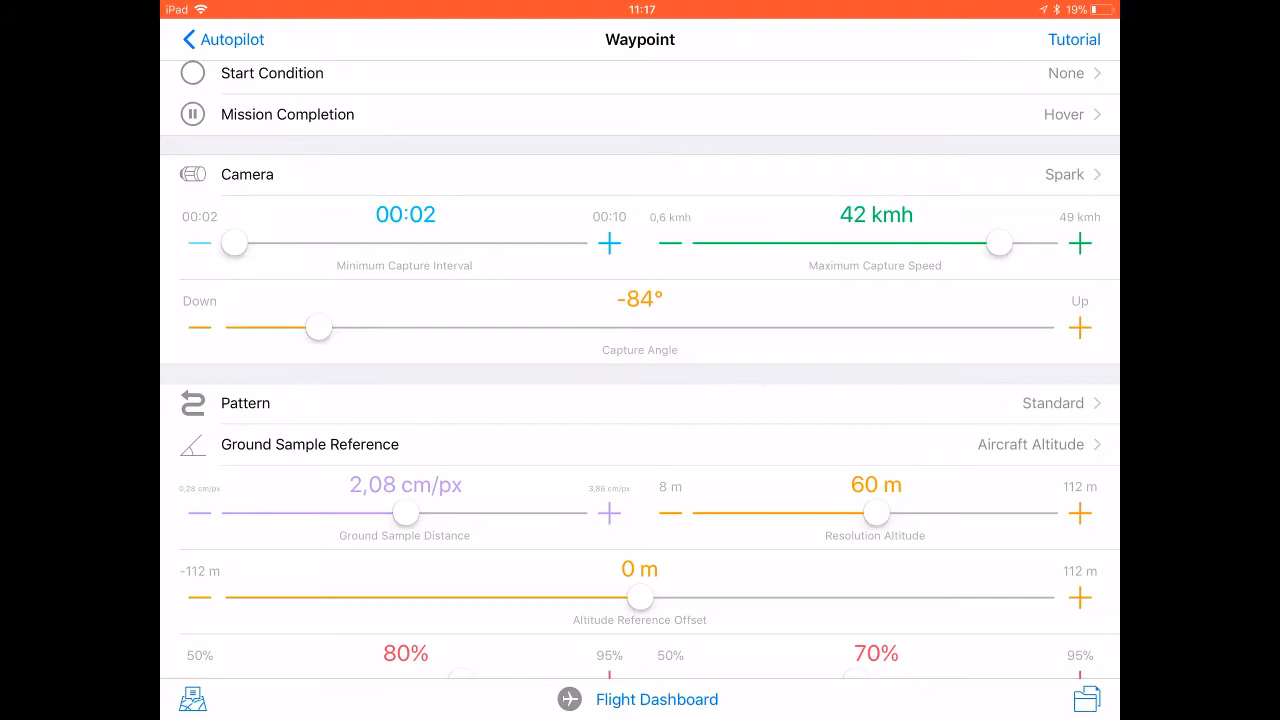 iPad 11:17 19%
Autopilot Waypoint Tutorial
Start Condition None
Mission Completion Hover
Camera Spark
00:02 00:02 00:10 0,6 kmh 42 kmh 49 kmh
Minimum Capture Interval Maximum Capture Speed
Down -84° Up
Capture Angle
Pattern Standard
Ground Sample Reference Aircraft Altitude
0,28 cm/px 2,08 cm/px 3,86 cm/px 8 m 60 m 112 m
Ground Sample Distance Resolution Altitude
-112 m 0 m 112 m
Altitude Reference Offset
50% 80% 95% 50% 70% 95%
Flight Dashboard